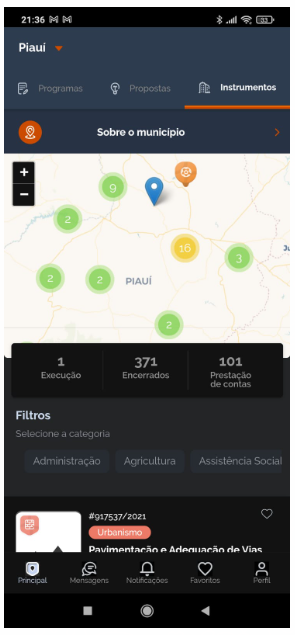 21:36
33
Piauí
Programas
Propostas
Instrumentos
Sobre o município
+
−
9
2
16
3
2
2
PIAUÍ
2
1
Execução
371
Encerrados
101
Prestação
de contas
Filtros
Selecione a categoria
Administração
Agricultura
Assistência Social
#917537/2021
Urbanismo
Pavimentação e Adequação de Vias
Principal
Mensagens
Notificações
Favoritos
Perfil